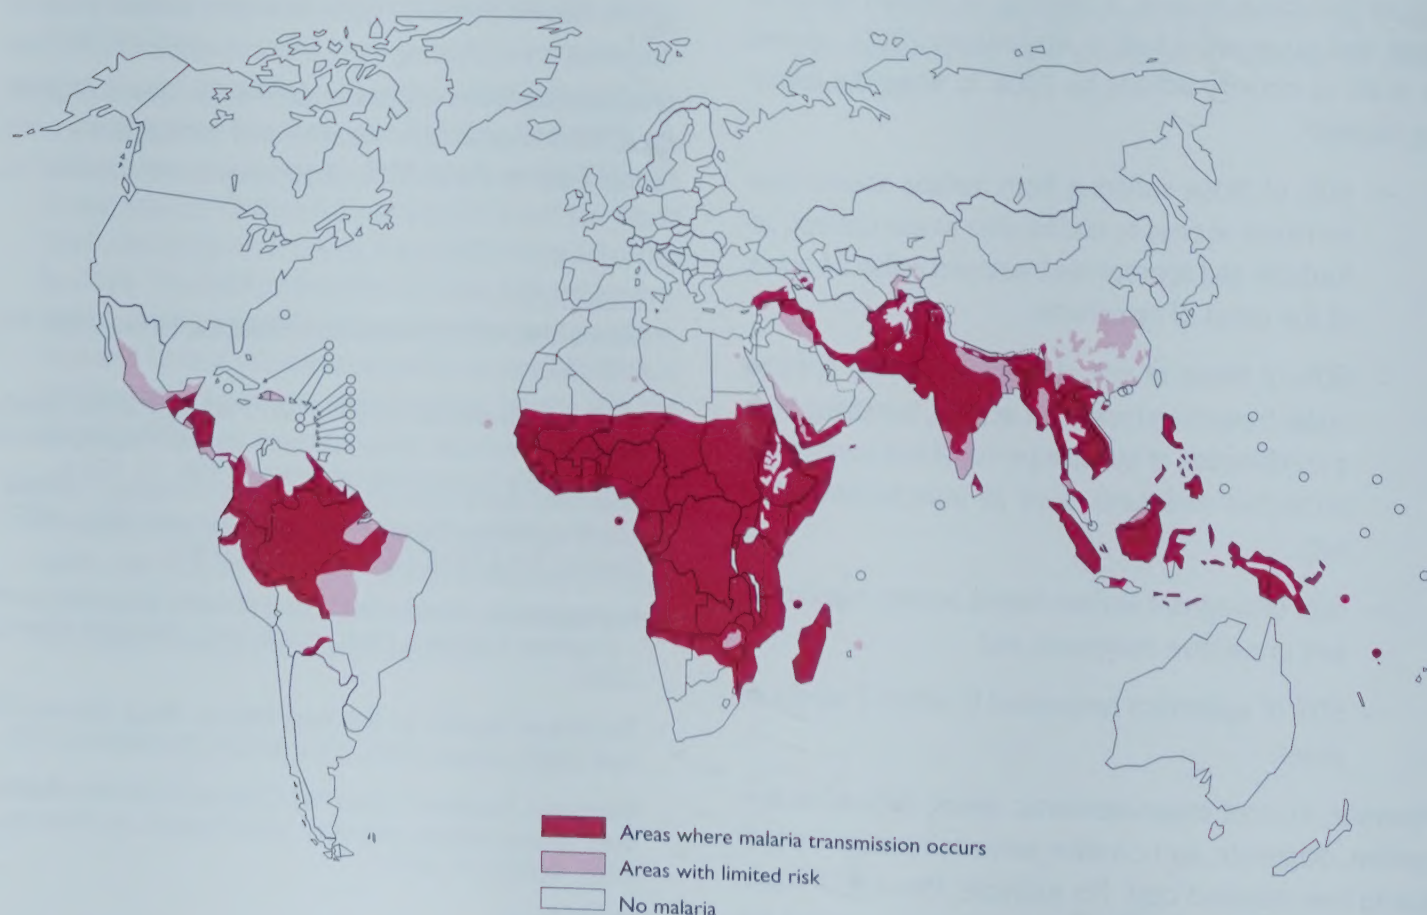 Areas where malaria transmission occurs
Areas with limited risk
No malaria